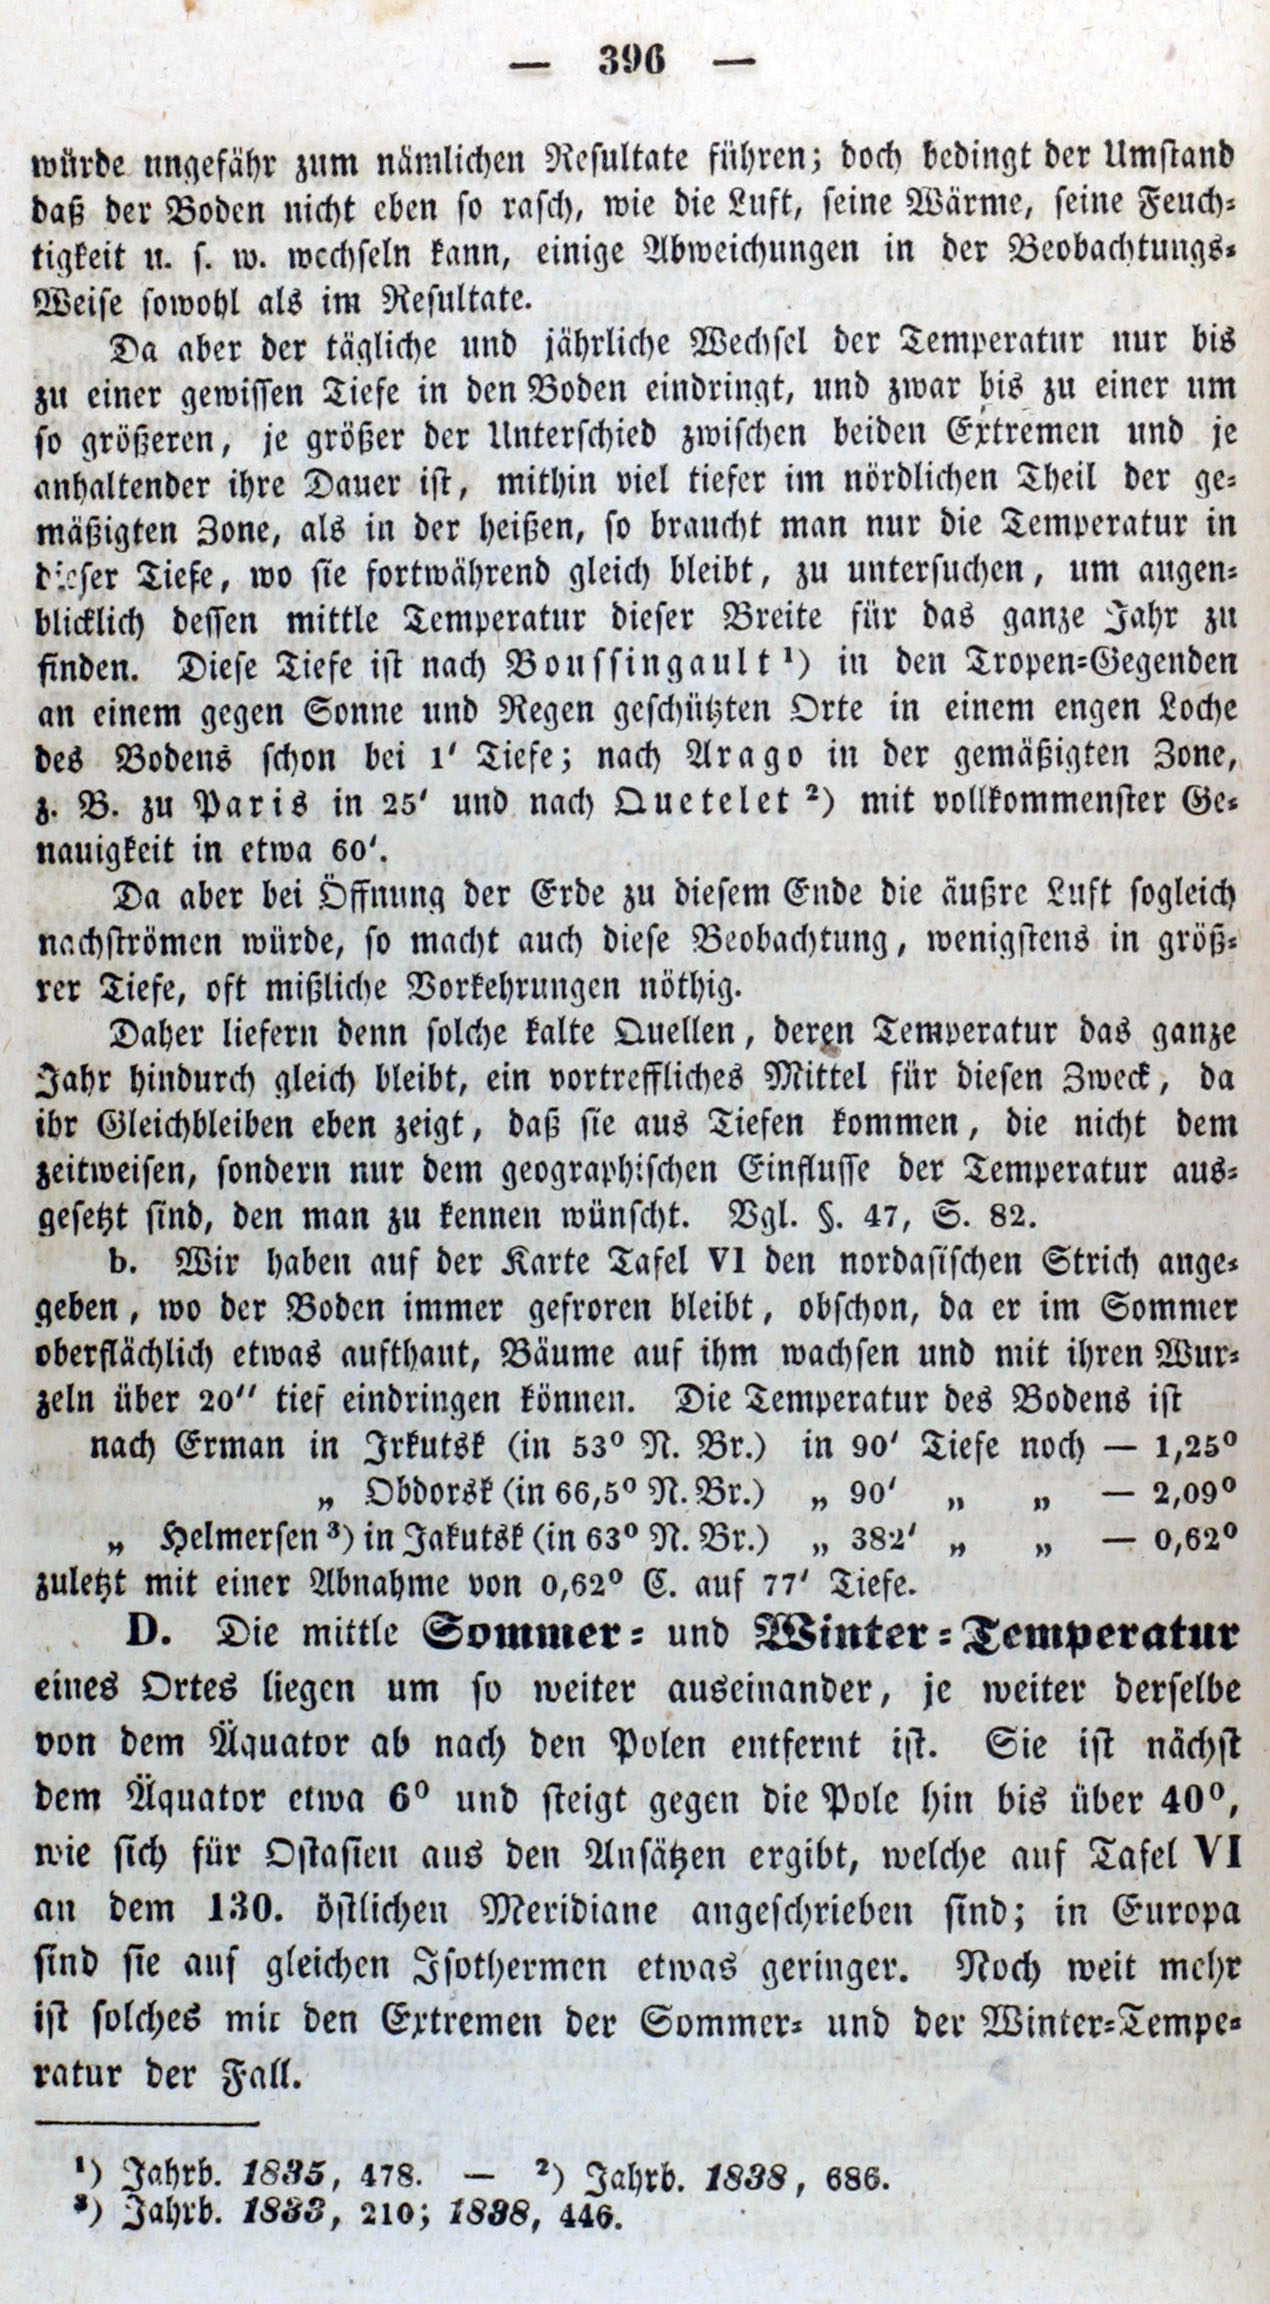 — 396 —
würde ungefähr zum nämlichen Resultate führen; doch bedingt der Umstand
daß der Boden nicht eben so rasch, wie die Luft, seine Wärme, seine Feuch-
tigkeit u. s. w. wechseln kann, einige Abweichungen in der Beobachtungs-
Weise sowohl als im Resultate.
Da aber der tägliche und jährliche Wechsel der Temperatur nur bis
zu einer gewissen Tiefe in den Boden eindringt, und zwar bis zu einer um
so größeren, je größer der Unterschied zwischen beiden Extremen und je
anhaltender ihre Dauer ist, mithin viel tiefer im nördlichen Theil der ge-
mäßigten Zone, als in der heißen, so braucht man nur die Temperatur in
dieser Tiefe, wo sie fortwährend gleich bleibt, zu untersuchen, um augen-
blicklich dessen mittle Temperatur dieser Breite für das ganze Jahr zu
finden. Diese Tiefe ist nach Boussingault ¹) in den Tropen-Gegenden
an einem gegen Sonne und Regen geschützten Orte in einem engen Loche
des Bodens schon bei 1′ Tiefe; nach Arago in der gemäßigten Zone,
z. B. zu Paris in 25′ und nach Quetelet ²) mit vollkommenster Ge-
nauigkeit in etwa 60′.
Da aber bei Öffnung der Erde zu diesem Ende die äußre Luft sogleich
nachströmen würde, so macht auch diese Beobachtung, wenigstens in größ-
rer Tiefe, oft mißliche Vorkehrungen nöthig.
Daher liefern denn solche kalte Quellen, deren Temperatur das ganze
Jahr hindurch gleich bleibt, ein vortreffliches Mittel für diesen Zweck, da
ihr Gleichbleiben eben zeigt, daß sie aus Tiefen kommen, die nicht dem
zeitweisen, sondern nur dem geographischen Einflusse der Temperatur aus-
gesetzt sind, den man zu kennen wünscht. Vgl. §. 47, S. 82.
b. Wir haben auf der Karte Tafel VI den nordasischen Strich ange-
geben, wo der Boden immer gefroren bleibt, obschon, da er im Sommer
oberflächlich etwas aufthaut, Bäume auf ihm wachsen und mit ihren Wur-
zeln über 20″ tief eindringen können. Die Temperatur des Bodens ist
nach Erman in Irkutsk (in 53⁰ N. Br.) in 90′ Tiefe noch — 1,25⁰
„ Obdorsk (in 66,5⁰ N. Br.) „ 90′ „ „ — 2,09⁰
„ Helmersen ³) in Jakutsk (in 63⁰ N. Br.) „ 382′ „ „ — 0,62⁰
zuletzt mit einer Abnahme von 0,62⁰ C. auf 77′ Tiefe.
D. Die mittle Sommer- und Winter-Temperatur
eines Ortes liegen um so weiter auseinander, je weiter derselbe
von dem Äquator ab nach den Polen entfernt ist. Sie ist nächst
dem Äquator etwa 6⁰ und steigt gegen die Pole hin bis über 40⁰,
wie sich für Ostasien aus den Ansätzen ergibt, welche auf Tafel VI
an dem 130. östlichen Meridiane angeschrieben sind; in Europa
sind sie auf gleichen Isothermen etwas geringer. Noch weit mehr
ist solches mit den Extremen der Sommer- und der Winter-Tempe-
ratur der Fall.
¹) Jahrb. 1835, 478. — ²) Jahrb. 1838, 686.
³) Jahrb. 1833, 210; 1838, 446.